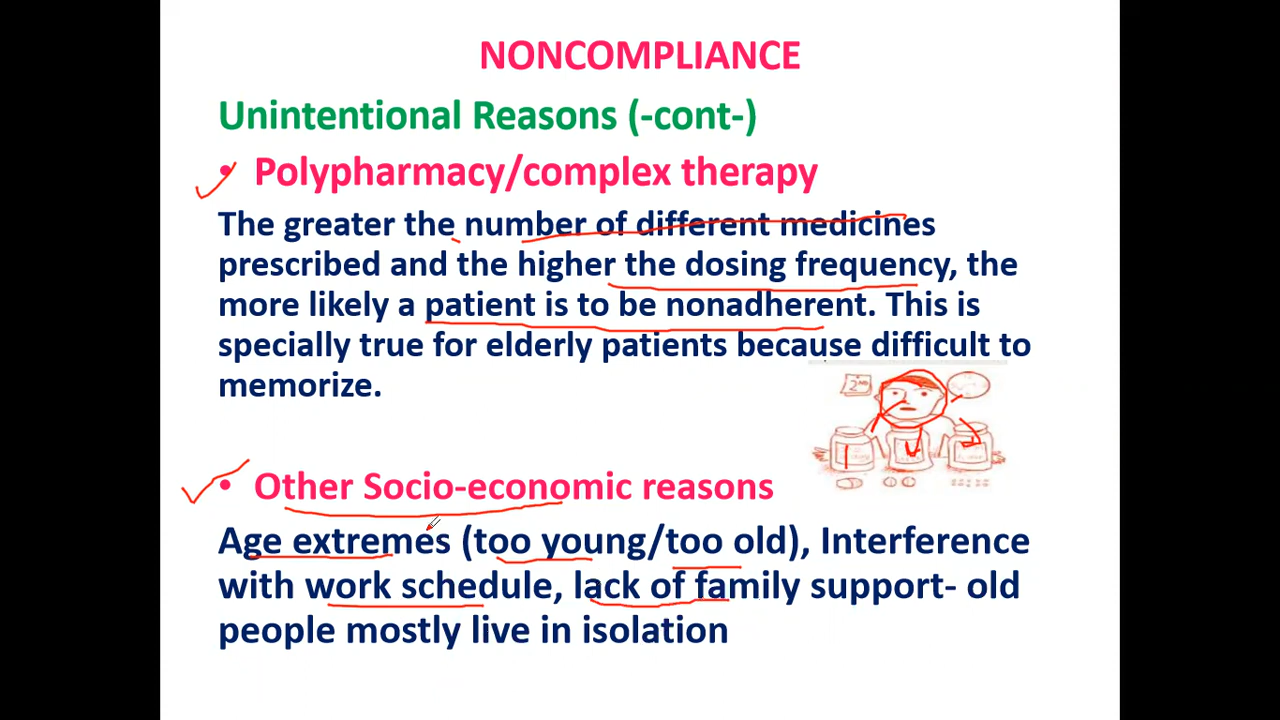 NONCOMPLIANCE
Unintentional Reasons (-cont-)
• Polypharmacy/complex therapy
The greater the number of different medicines
prescribed and the higher the dosing frequency, the
more likely a patient is to be nonadherent. This is
specially true for elderly patients because difficult to
memorize.
• Other Socio-economic reasons
Age extremes (too young/too old), Interference
with work schedule, lack of family support- old
people mostly live in isolation